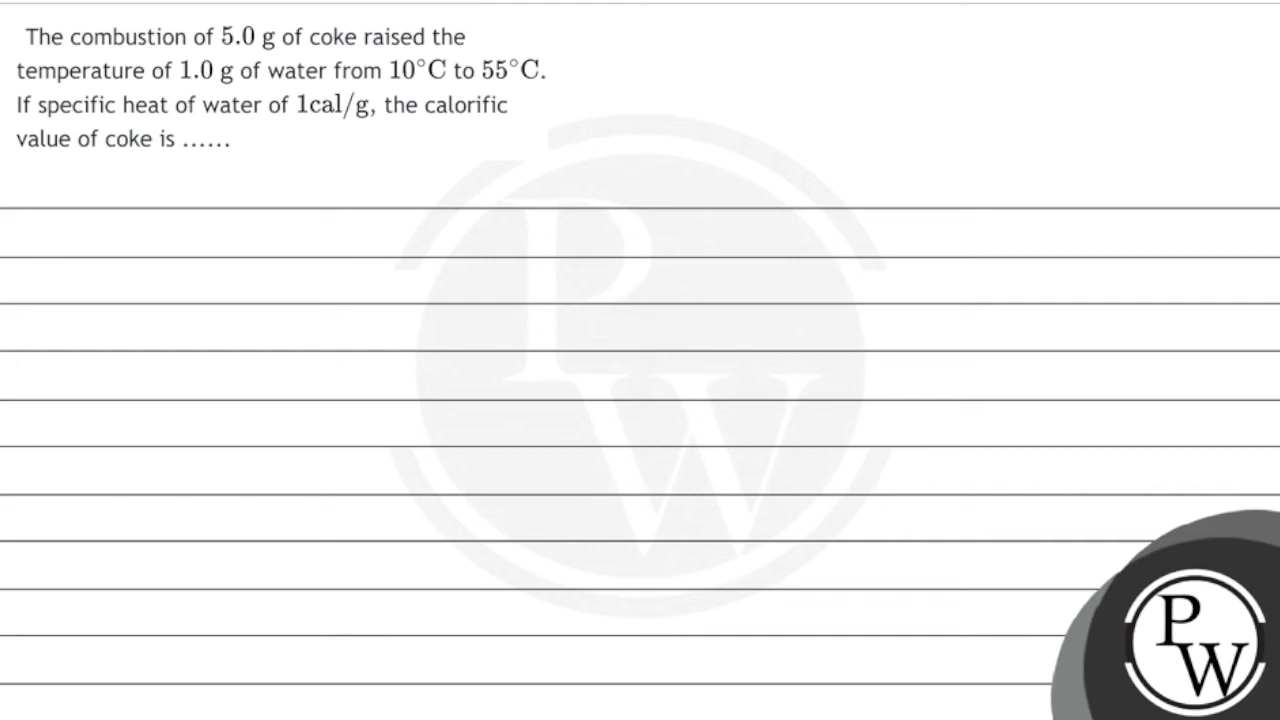 The combustion of 5.0 g of coke raised the
temperature of 1.0 g of water from 10°C to 55°C.
If specific heat of water of 1cal/g, the calorific
value of coke is ......
P
W
P
W